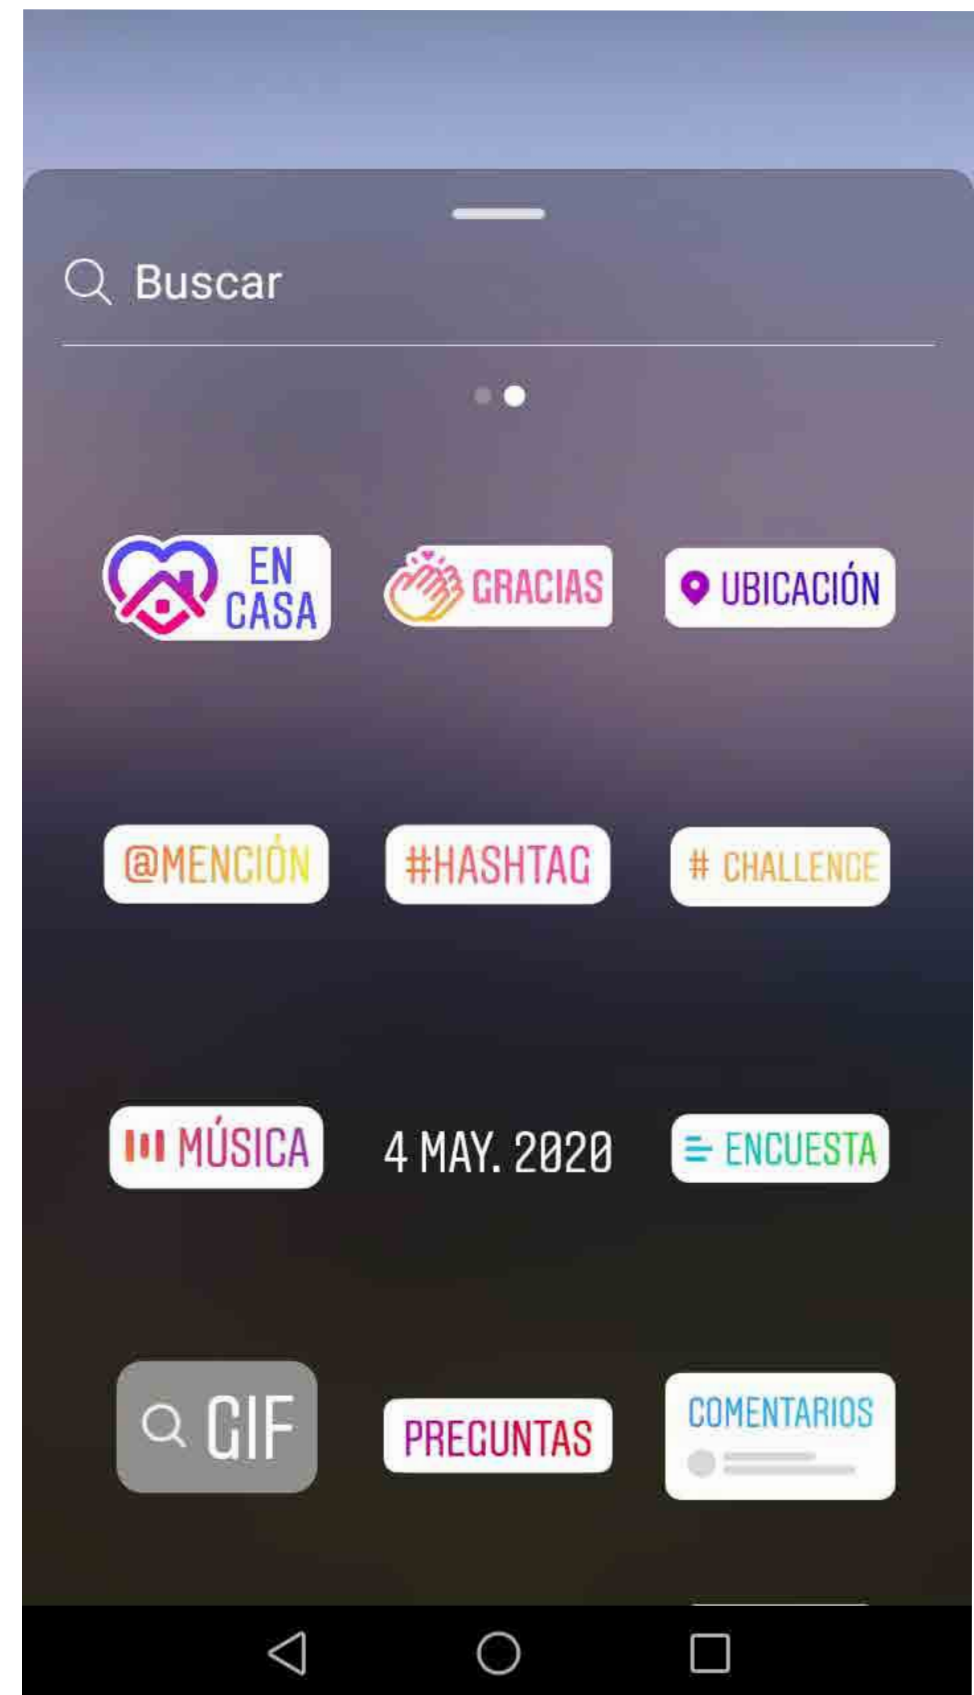 Buscar
EN
CASA
GRACIAS
UBICACIÓN
@MENCIÓN
#HASHTAG
# CHALLENGE
MÚSICA
4 MAY. 2020
ENCUESTA
GIF
PREGUNTAS
COMENTARIOS